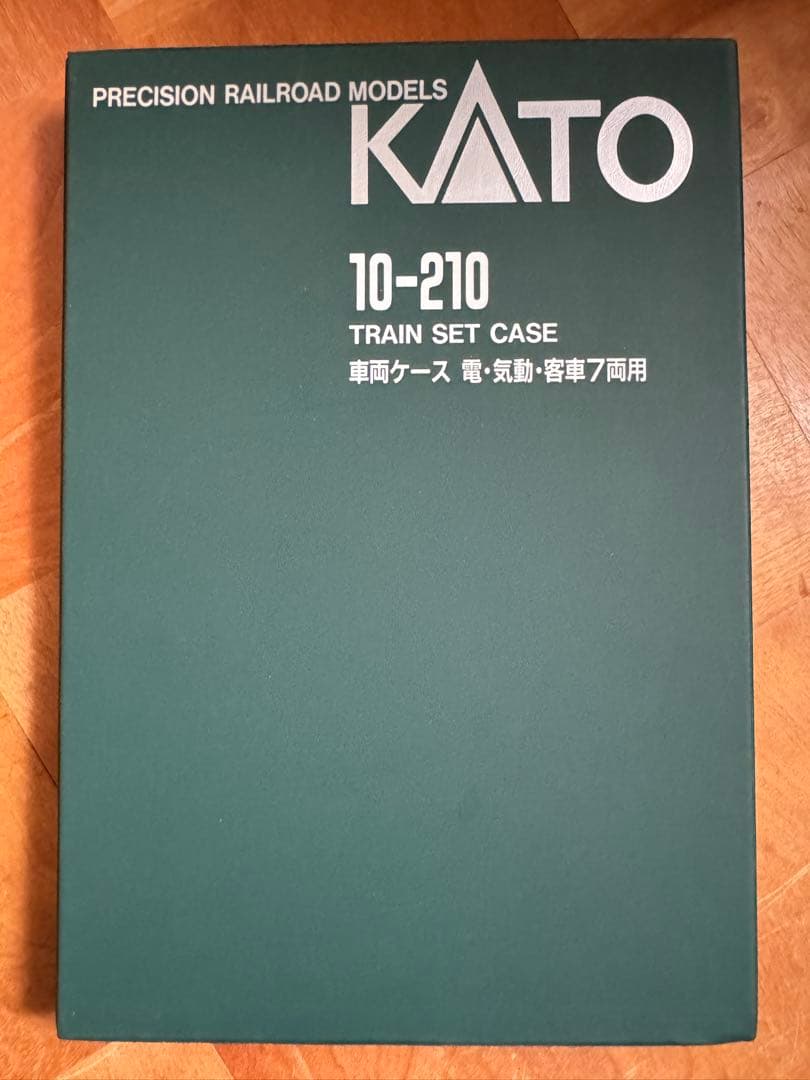 PRECISION RAILROAD MODELS
KATO
10-210
TRAIN SET CASE
車両ケース 電・気動・客車7両用